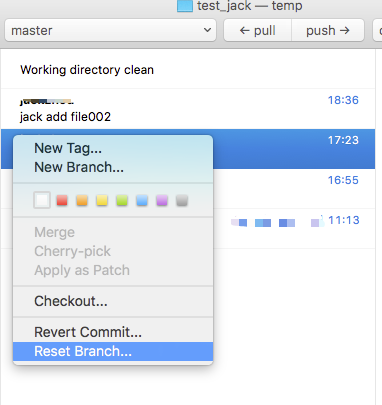 test_jack — temp
master
← pull
push →
Working directory clean
18:36
jack add file002
17:23
New Tag...
New Branch...
16:55
11:13
Merge
Cherry-pick
Apply as Patch
Checkout...
Revert Commit...
Reset Branch...